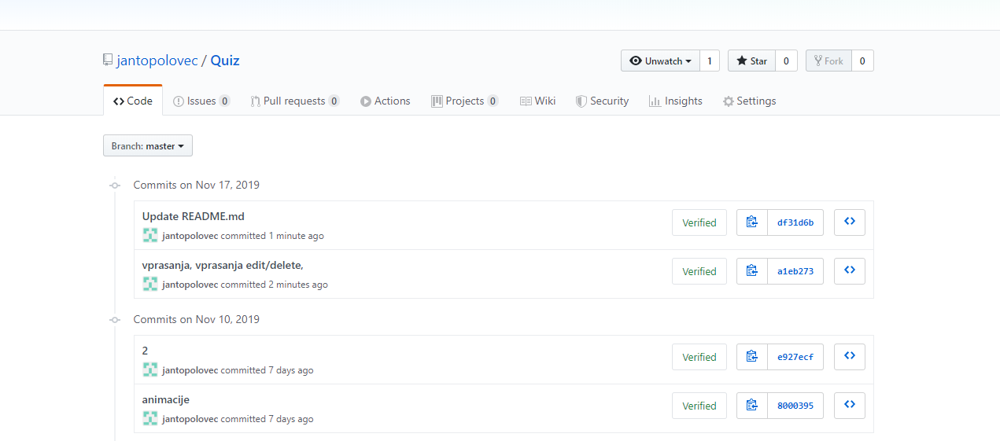 jantopolovec / Quiz
Unwatch 1 Star 0 Fork 0
Code Issues 0 Pull requests 0 Actions Projects 0 Wiki Security Insights Settings
Branch: master
Commits on Nov 17, 2019
Update README.md
jantopolovec committed 1 minute ago
Verified df31d6b
vprasanja, vprasanja edit/delete,
jantopolovec committed 2 minutes ago
Verified a1eb273
Commits on Nov 10, 2019
2
jantopolovec committed 7 days ago
Verified e927ecf
animacije
jantopolovec committed 7 days ago
Verified 8000395